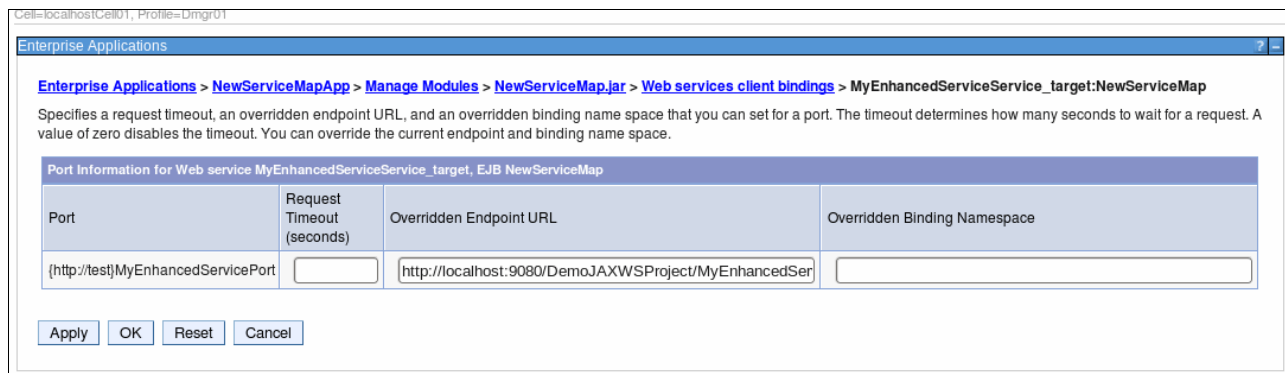 Cell=localhostCell01, Profile=Dmgr01
Enterprise Applications ? -
Enterprise Applications > NewServiceMapApp > Manage Modules > NewServiceMap.jar > Web services client bindings > MyEnhancedServiceService_target:NewServiceMap
Specifies a request timeout, an overridden endpoint URL, and an overridden binding name space that you can set for a port. The timeout determines how many seconds to wait for a request. A
value of zero disables the timeout. You can override the current endpoint and binding name space.
Port Information for Web service MyEnhancedServiceService_target, EJB NewServiceMap
Port
Request
Timeout
(seconds)
Overridden Endpoint URL
Overridden Binding Namespace
{http://test}MyEnhancedServicePort
http://localhost:9080/DemoJAXWSProject/MyEnhancedSer
Apply OK Reset Cancel